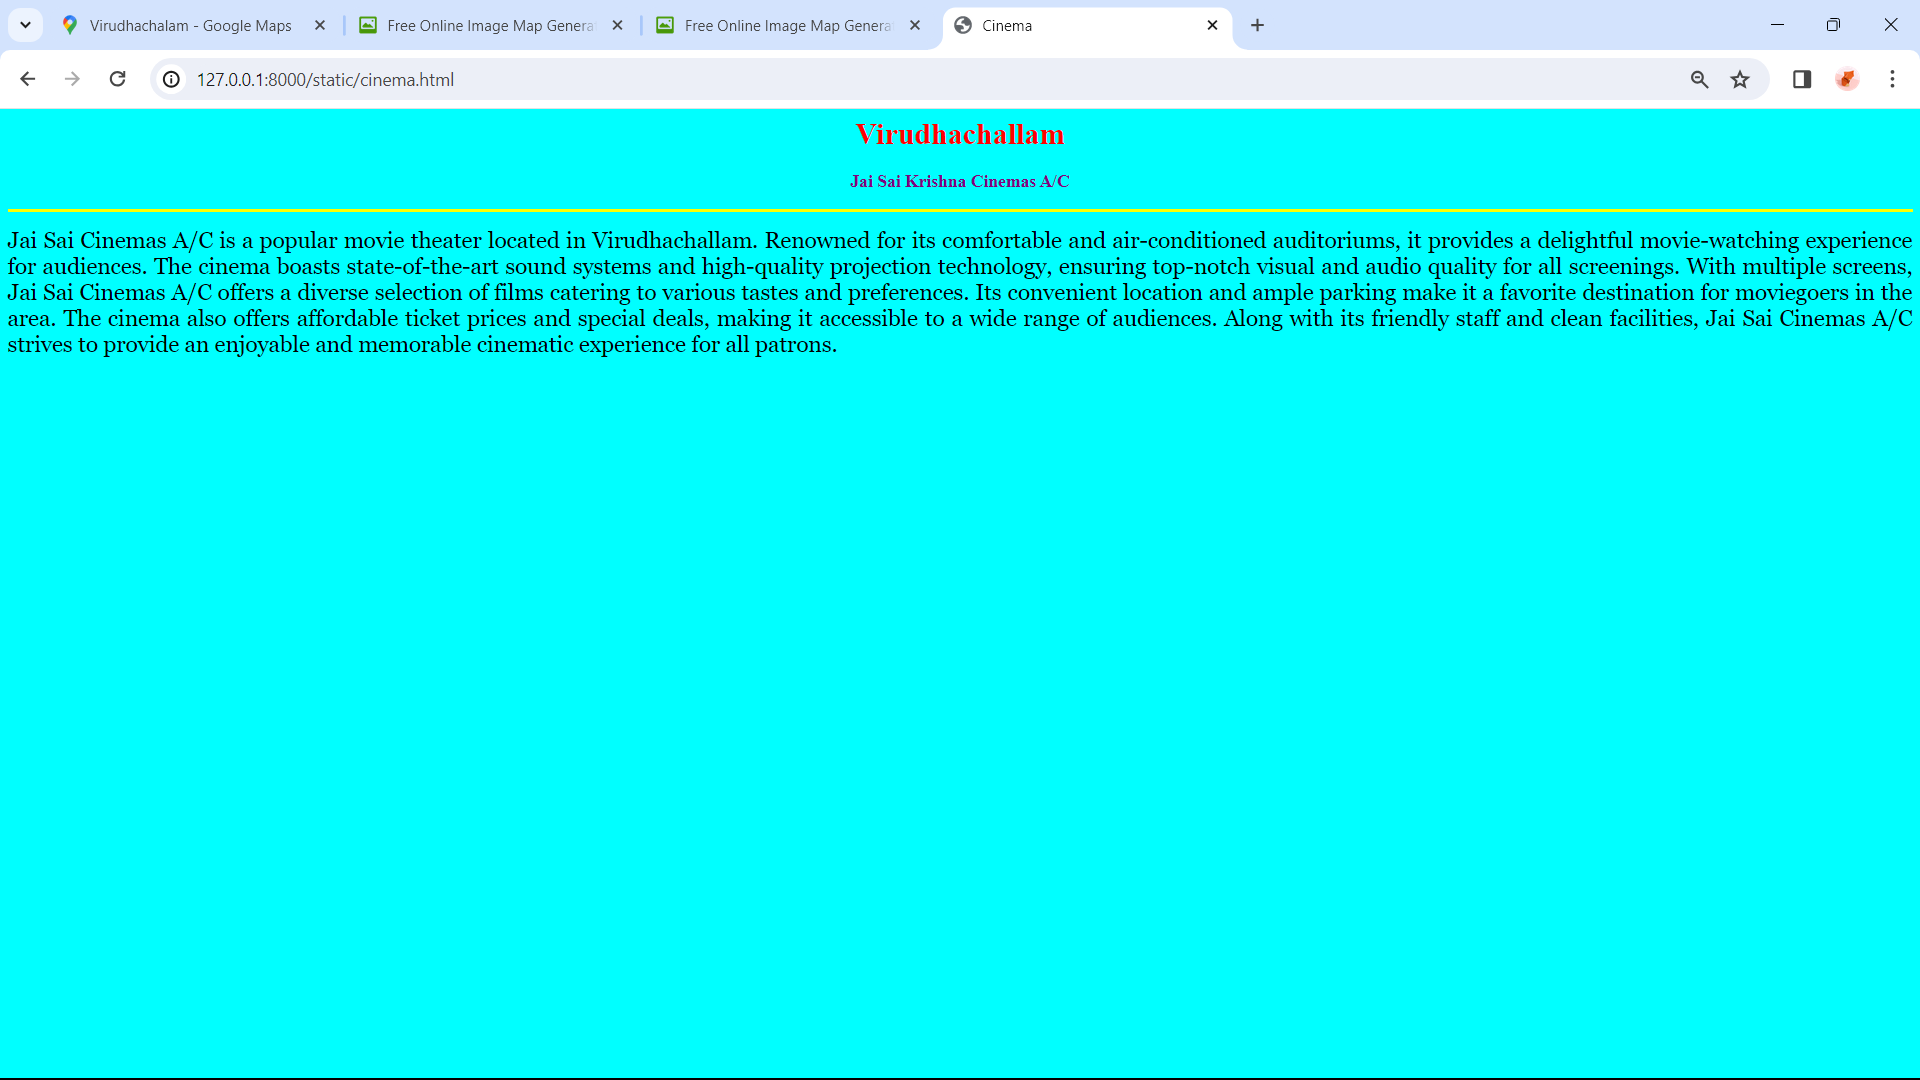 Virudhachalam - Google Maps
Free Online Image Map Genera
Free Online Image Map Genera
Cinema
127.0.0.1:8000/static/cinema.html
Virudhachallam
Jai Sai Krishna Cinemas A/C
Jai Sai Cinemas A/C is a popular movie theater located in Virudhachallam. Renowned for its comfortable and air-conditioned auditoriums, it provides a delightful movie-watching experience
for audiences. The cinema boasts state-of-the-art sound systems and high-quality projection technology, ensuring top-notch visual and audio quality for all screenings. With multiple screens,
Jai Sai Cinemas A/C offers a diverse selection of films catering to various tastes and preferences. Its convenient location and ample parking make it a favorite destination for moviegoers in the
area. The cinema also offers affordable ticket prices and special deals, making it accessible to a wide range of audiences. Along with its friendly staff and clean facilities, Jai Sai Cinemas A/C
strives to provide an enjoyable and memorable cinematic experience for all patrons.